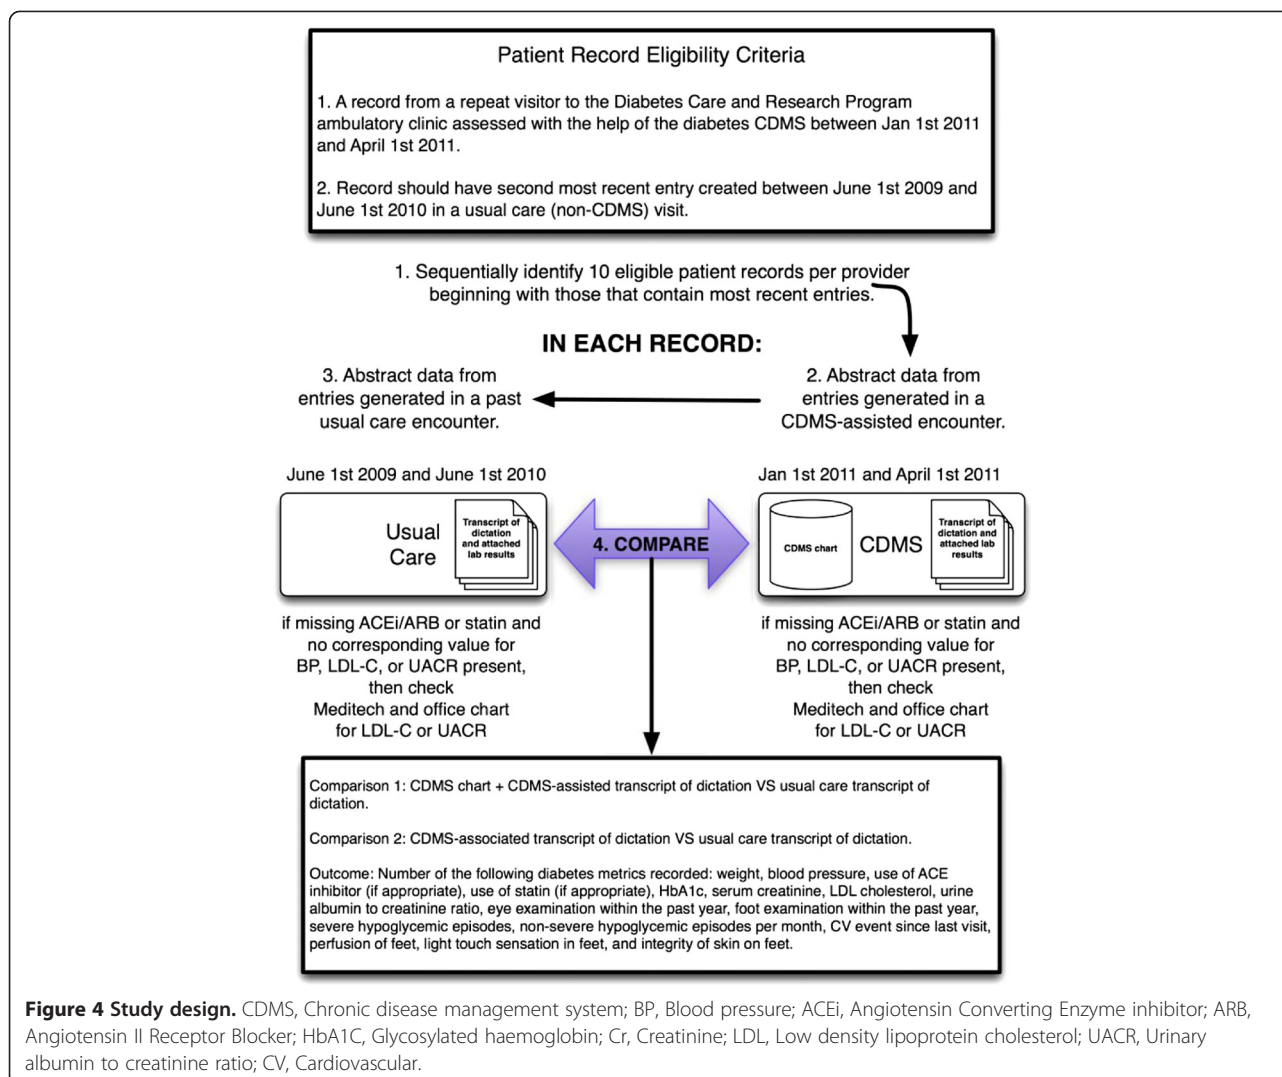 Patient Record Eligibility Criteria
1. A record from a repeat visitor to the Diabetes Care and Research Program
ambulatory clinic assessed with the help of the diabetes CDMS between Jan 1st 2011
and April 1st 2011.
2. Record should have second most recent entry created between June 1st 2009 and
June 1st 2010 in a usual care (non-CDMS) visit.
1. Sequentially identify 10 eligible patient records per provider
beginning with those that contain most recent entries.
IN EACH RECORD:
3. Abstract data from
entries generated in a past
usual care encounter.
2. Abstract data from
entries generated in a
CDMS-assisted encounter.
June 1st 2009 and June 1st 2010
Usual
Care
Transcript of
dictation
and attached
lab results
4. COMPARE
Jan 1st 2011 and April 1st 2011
CDMS chart
CDMS
Transcript of
dictation and
attached lab
results
if missing ACEi/ARB or statin and
no corresponding value for
BP, LDL-C, or UACR present,
then check
Meditech and office chart
for LDL-C or UACR
if missing ACEi/ARB or statin and
no corresponding value for
BP, LDL-C, or UACR present,
then check
Meditech and office chart
for LDL-C or UACR
Comparison 1: CDMS chart + CDMS-assisted transcript of dictation VS usual care transcript of
dictation.
Comparison 2: CDMS-associated transcript of dictation VS usual care transcript of dictation.
Outcome: Number of the following diabetes metrics recorded: weight, blood pressure, use of ACE
inhibitor (if appropriate), use of statin (if appropriate), HbA1c, serum creatinine, LDL cholesterol, urine
albumin to creatinine ratio, eye examination within the past year, foot examination within the past year,
severe hypoglycemic episodes, non-severe hypoglycemic episodes per month, CV event since last visit,
perfusion of feet, light touch sensation in feet, and integrity of skin on feet.
Figure 4 Study design. CDMS, Chronic disease management system; BP, Blood pressure; ACEi, Angiotensin Converting Enzyme inhibitor; ARB,
Angiotensin II Receptor Blocker; HbA1C, Glycosylated haemoglobin; Cr, Creatinine; LDL, Low density lipoprotein cholesterol; UACR, Urinary
albumin to creatinine ratio; CV, Cardiovascular.